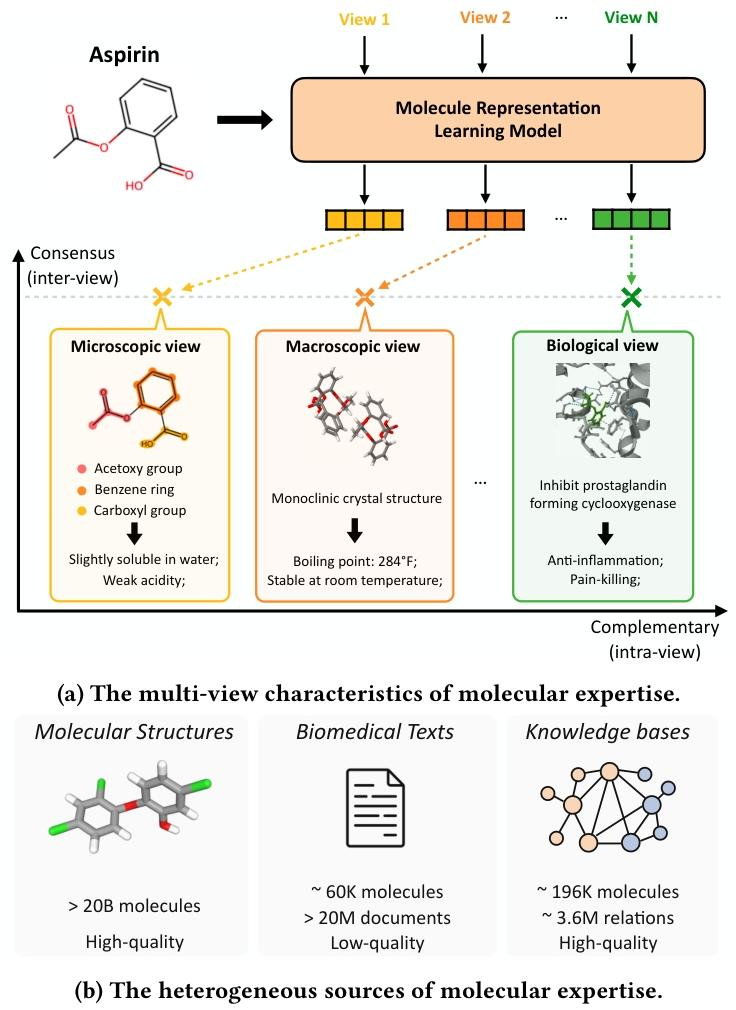 View 1
View 2
...
View N
Aspirin
O
O
O
HO
Molecule Representation
Learning Model
...
Consensus
(inter-view)
Microscopic view
O
O
O
HO
Acetoxy group
Benzene ring
Carboxyl group
Slightly soluble in water;
Weak acidity;
Macroscopic view
Monoclinic crystal structure
Boiling point: 284°F;
Stable at room temperature;
...
Biological view
Inhibit prostaglandin
forming cyclooxygenase
Anti-inflammation;
Pain-killing;
Complementary
(intra-view)
(a) The multi-view characteristics of molecular expertise.
Molecular Structures
> 20B molecules
High-quality
Biomedical Texts
~ 60K molecules
> 20M documents
Low-quality
Knowledge bases
~ 196K molecules
~ 3.6M relations
High-quality
(b) The heterogeneous sources of molecular expertise.